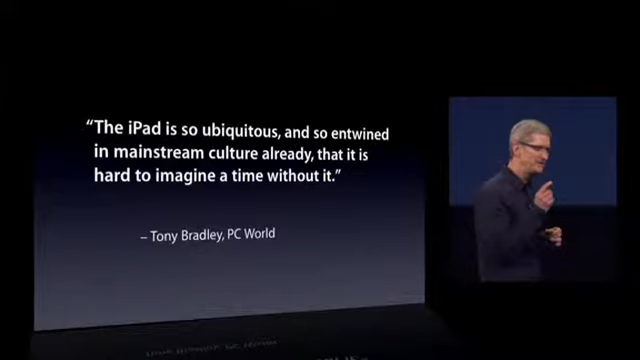 “The iPad is so ubiquitous, and so entwined
in mainstream culture already, that it is
hard to imagine a time without it.”
– Tony Bradley, PC World